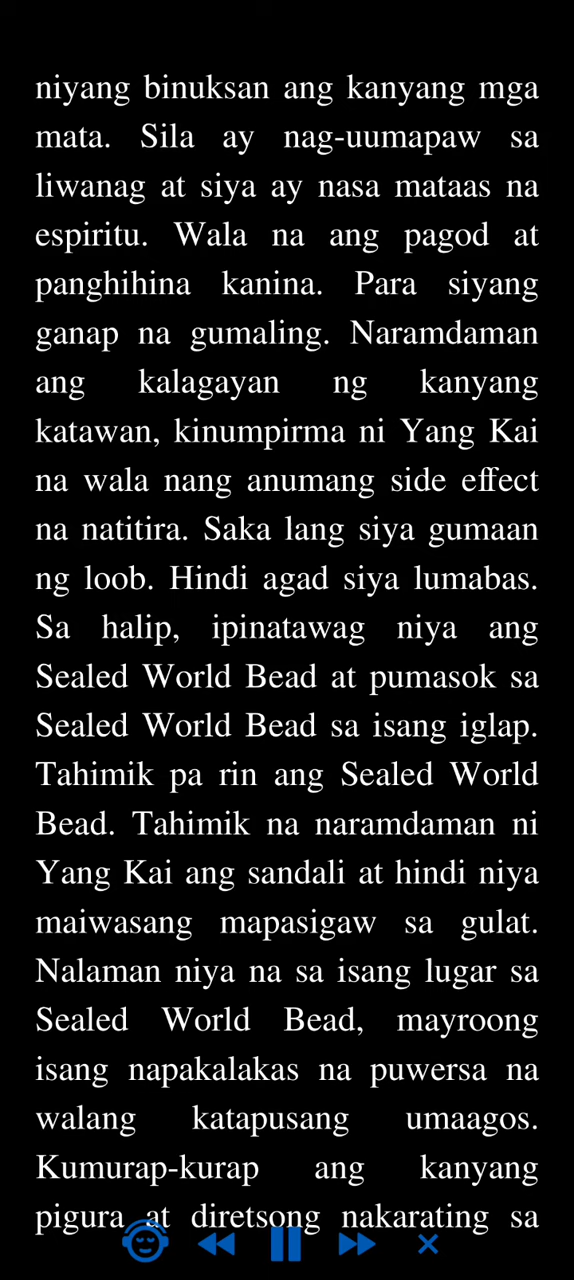 niyang binuksan ang kanyang mga
mata. Sila ay nag-uumapaw sa
liwanag at siya ay nasa mataas na
espiritu. Wala na ang pagod at
panghihina kanina. Para siyang
ganap na gumaling. Naramdaman
ang kalagayan ng kanyang
katawan, kinumpirma ni Yang Kai
na wala nang anumang side effect
na natitira. Saka lang siya gumaan
ng loob. Hindi agad siya lumabas.
Sa halip, ipinatawag niya ang
Sealed World Bead at pumasok sa
Sealed World Bead sa isang iglap.
Tahimik pa rin ang Sealed World
Bead. Tahimik na naramdaman ni
Yang Kai ang sandali at hindi niya
maiwasang mapasigaw sa gulat.
Nalaman niya na sa isang lugar sa
Sealed World Bead, mayroong
isang napakalakas na puwersa na
walang katapusang umaagos.
Kumurap-kurap ang kanyang
pigura at diretsong nakarating sa